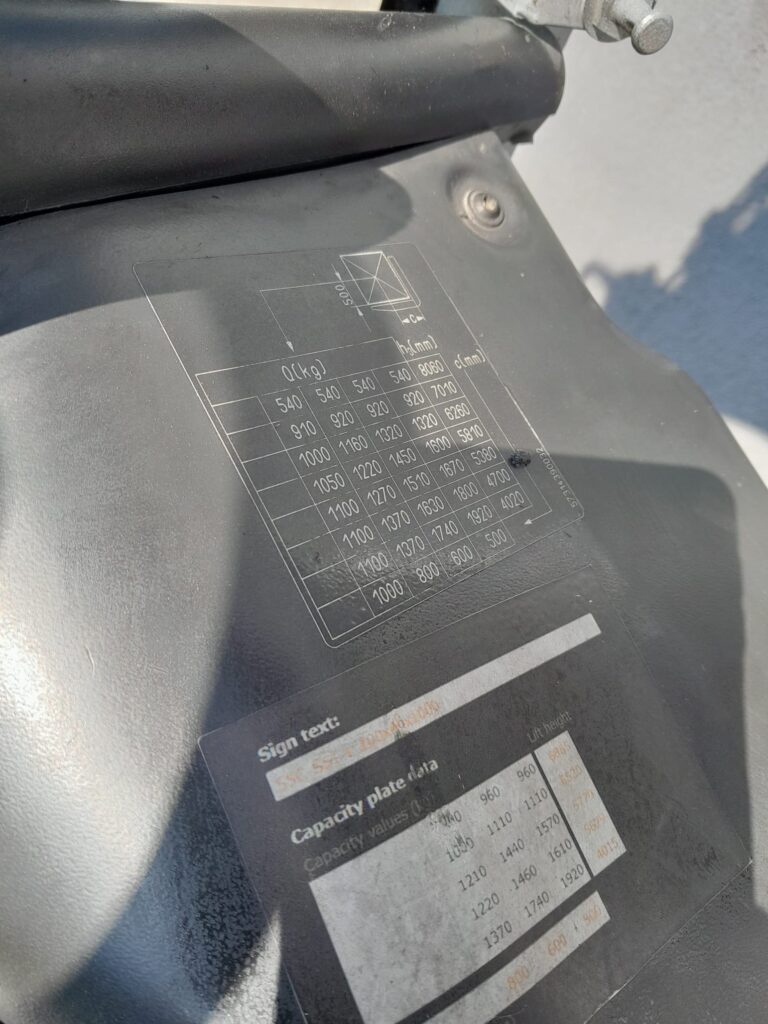 500
c
Q(kg) h₃(mm)
540 540 540 540 8060 c(mm)
910 920 920 920 7010
1000 1160 1320 1320 6260
1050 1220 1450 1600 5810
1100 1270 1510 1670 5380
1100 1370 1630 1800 4700
1100 1370 1740 1920 4020
1000 800 600 500
Sign text:
Capacity plate data
Capacity values Lift height
960 960
1110 1110
1210 1440 1570
1220 1460 1610
1370 1740 1920 4015
800 600